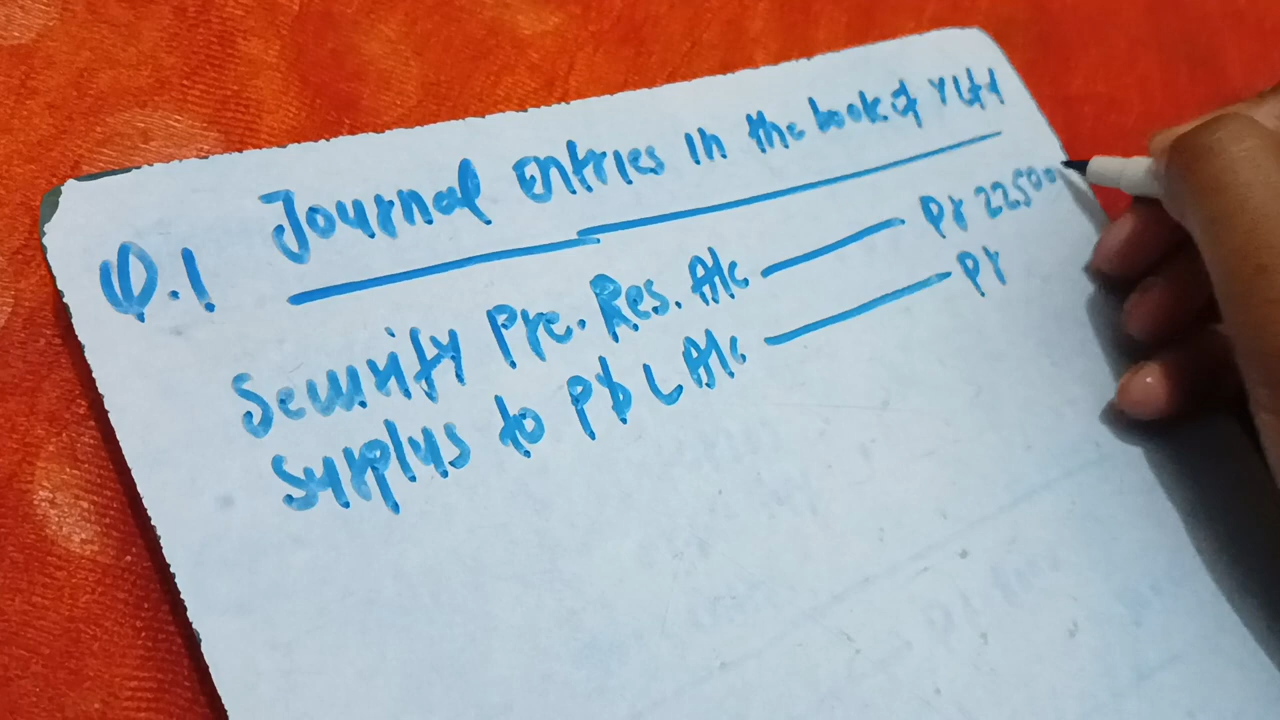 Q.1 Journal Entries in the book of Y Ltd
Security Pre. Res. A/c Dr 22500
Surplus to P&L A/c Dr